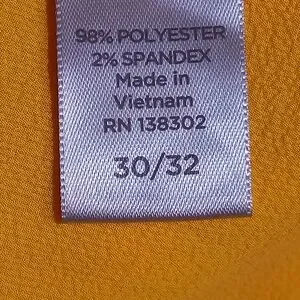 98% POLYESTER
2% SPANDEX
Made in
Vietnam
RN 138302
30/32